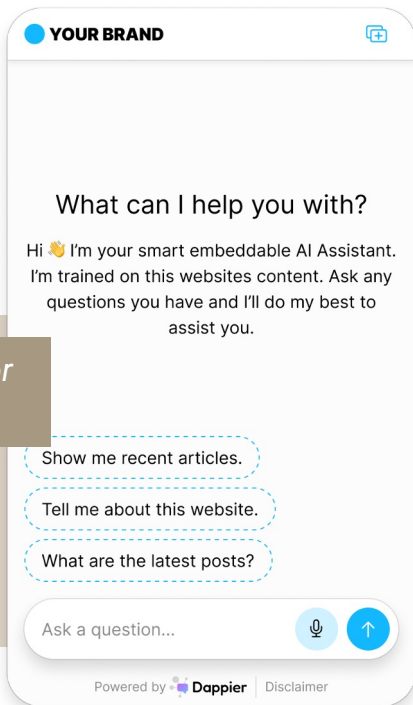 YOUR BRAND
What can I help you with?
Hi 👋 I'm your smart embeddable AI Assistant.
I'm trained on this websites content. Ask any
questions you have and I'll do my best to
assist you.
Show me recent articles.
Tell me about this website.
What are the latest posts?
Ask a question...
Powered by Dappier Disclaimer